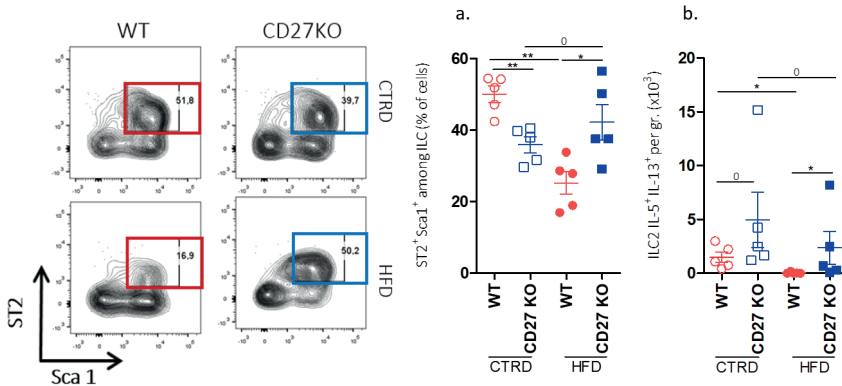 WT
CD27KO
CTRD
HFD
51,8
39,7
16,9
50,2
ST2
Sca 1
a.
ST2⁺Sca1⁺ among ILC (% of cells)
60
40
20
0
0
**
**
*
WT
CD27 KO
WT
CD27 KO
CTRD
HFD
b.
ILC2 IL-5⁺ IL-13⁺ per gr. (x10³)
20
15
10
5
0
0
*
0
*
WT
CD27 KO
WT
CD27 KO
CTRD
HFD